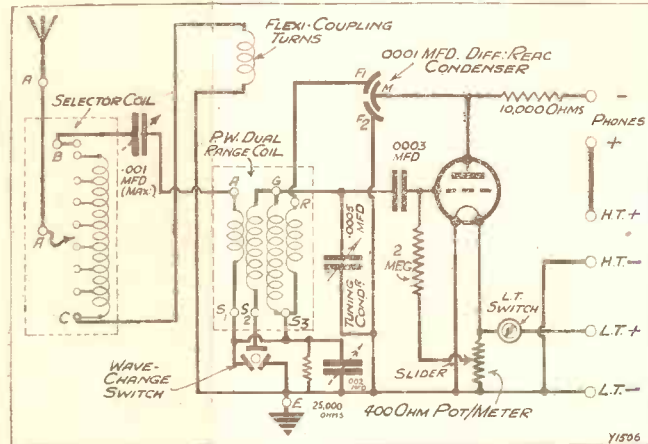 FLEXI-COUPLING
TURNS
.0001 MFD. DIFF: REAC
CONDENSER
A
SELECTOR COIL
B
.001
MFD
(MAX)
A
C
P.W. DUAL
RANGE COIL
A
G
R
S1
S2
S3
F1
M
F2
.0003
MFD
10,000 OHMS
-
PHONES
+
H.T.+
H.T.-
L.T.
SWITCH
L.T.+
L.T.-
.0005
MFD
TUNING
CONDR.
2
MEG
SLIDER
400 OHM POT/METER
WAVE-
CHANGE
SWITCH
E
25,000
OHMS
.002
MFD
Y1506